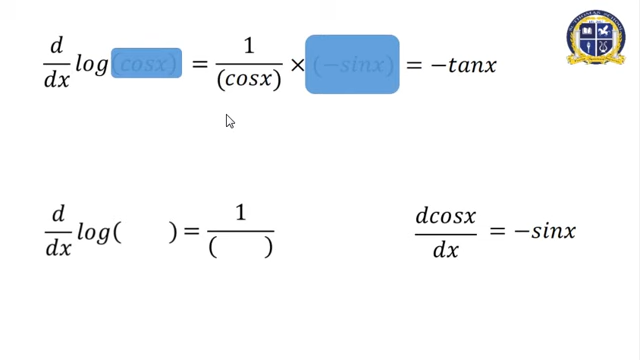 d/dx log(cosx) = 1/(cosx) × (−sinx) = −tanx
d/dx log(   ) = 1/(   )
dcosx/dx = −sinx